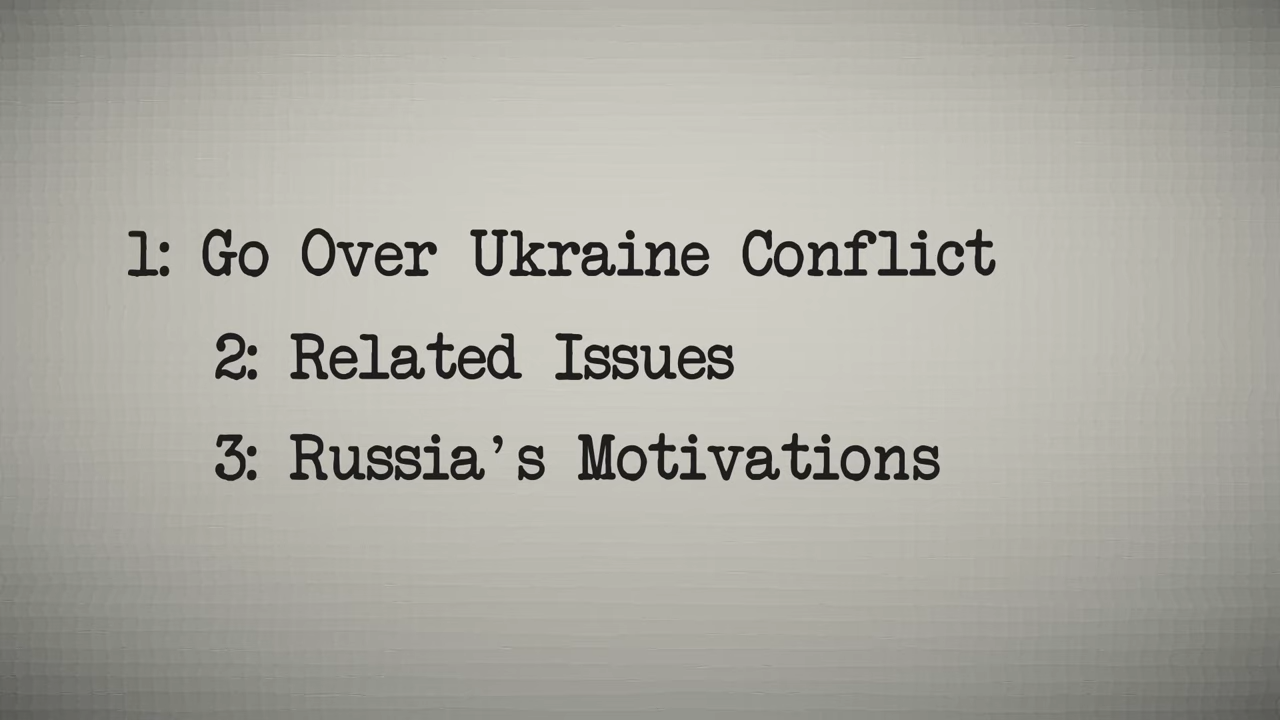 1: Go Over Ukraine Conflict
2: Related Issues
3: Russia’s Motivations